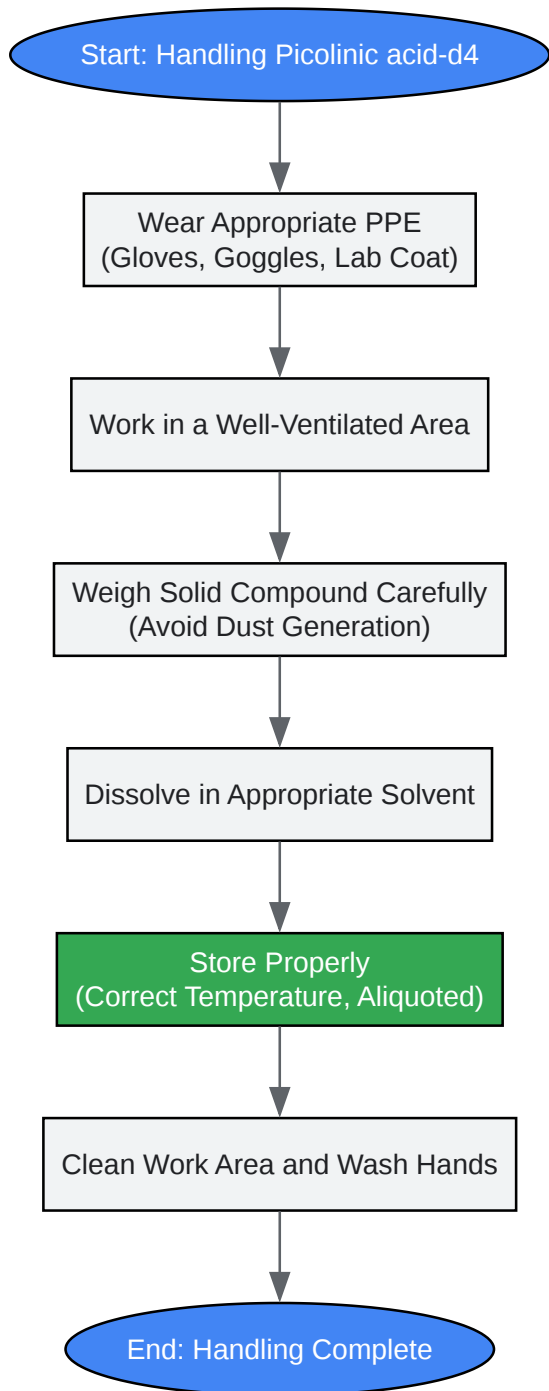 Start: Handling Picolinic acid-d4
Wear Appropriate PPE
(Gloves, Goggles, Lab Coat)
Work in a Well-Ventilated Area
Weigh Solid Compound Carefully
(Avoid Dust Generation)
Dissolve in Appropriate Solvent
Store Properly
(Correct Temperature, Aliquoted)
Clean Work Area and Wash Hands
End: Handling Complete